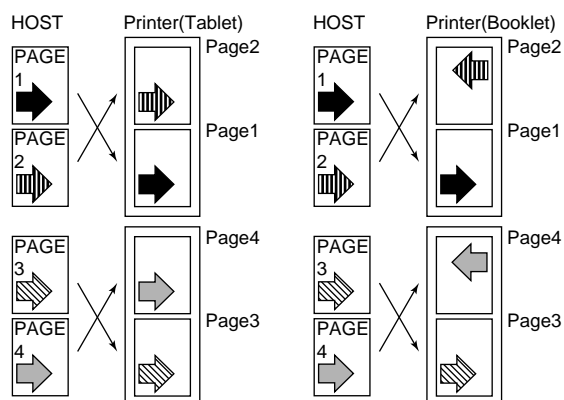 HOST
Printer(Tablet)
PAGE
1
Page2
PAGE
2
Page1
PAGE
3
Page4
PAGE
4
Page3
HOST
Printer(Booklet)
PAGE
1
Page2
PAGE
2
Page1
PAGE
3
Page4
PAGE
4
Page3